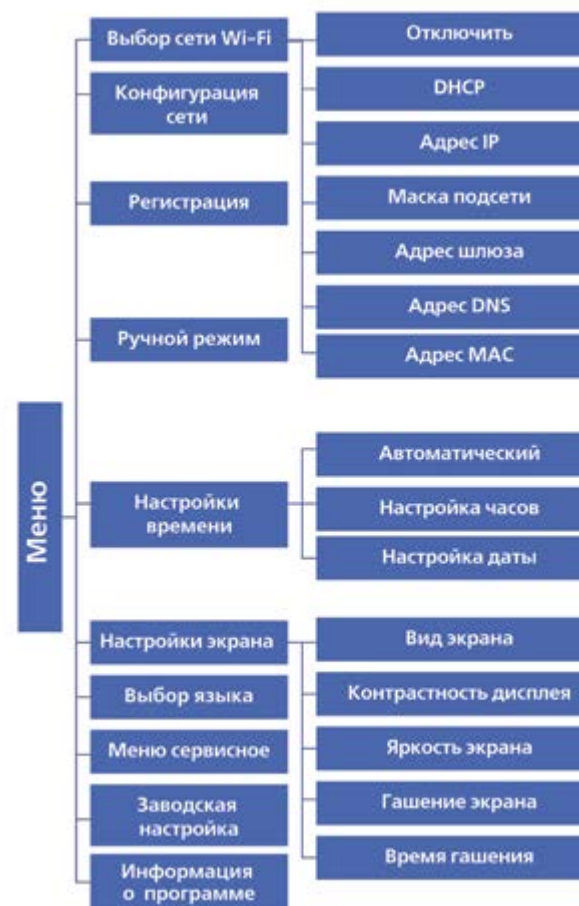 Меню
Выбор сети Wi-Fi
Отключить
DHCP
Адрес IP
Маска подсети
Адрес шлюза
Адрес DNS
Адрес MAC
Конфигурация
сети
Регистрация
Ручной режим
Настройки
времени
Автоматический
Настройка часов
Настройка даты
Настройки экрана
Вид экрана
Контрастность дисплея
Яркость экрана
Гашение экрана
Время гашения
Выбор языка
Меню сервисное
Заводская
настройка
Информация
о программе